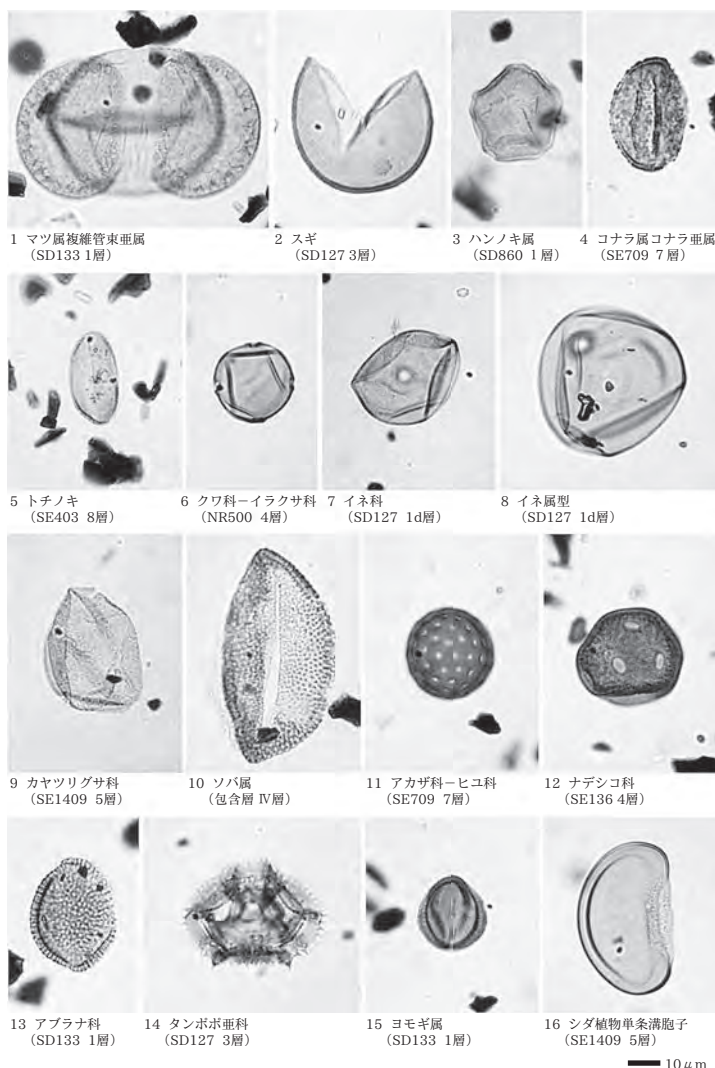 1 マツ属複維管束亜属
(SD133 1層)
2 スギ
(SD127 3層)
3 ハンノキ属
(SD860 1層)
4 コナラ属コナラ亜属
(SE709 7層)
5 トチノキ
(SE403 8層)
6 クワ科−イラクサ科
(NR500 4層)
7 イネ科
(SD127 1d層)
8 イネ属型
(SD127 1d層)
9 カヤツリグサ科
(SE1409 5層)
10 ソバ属
(包含層 Ⅳ層)
11 アカザ科−ヒユ科
(SE709 7層)
12 ナデシコ科
(SE136 4層)
13 アブラナ科
(SD133 1層)
14 タンポポ亜科
(SD127 3層)
15 ヨモギ属
(SD133 1層)
16 シダ植物単条溝胞子
(SE1409 5層)
10μm